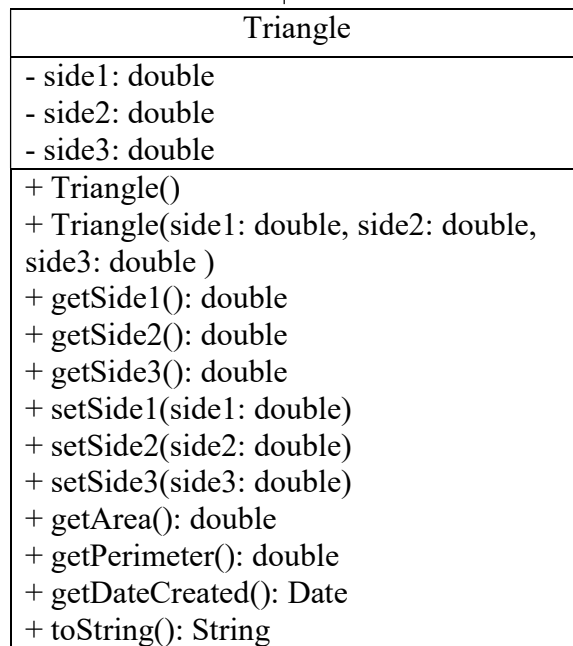 Triangle
- side1: double
- side2: double
- side3: double
+ Triangle()
+ Triangle(side1: double, side2: double,
side3: double )
+ getSide1(): double
+ getSide2(): double
+ getSide3(): double
+ setSide1(side1: double)
+ setSide2(side2: double)
+ setSide3(side3: double)
+ getArea(): double
+ getPerimeter(): double
+ getDateCreated(): Date
+ toString(): String